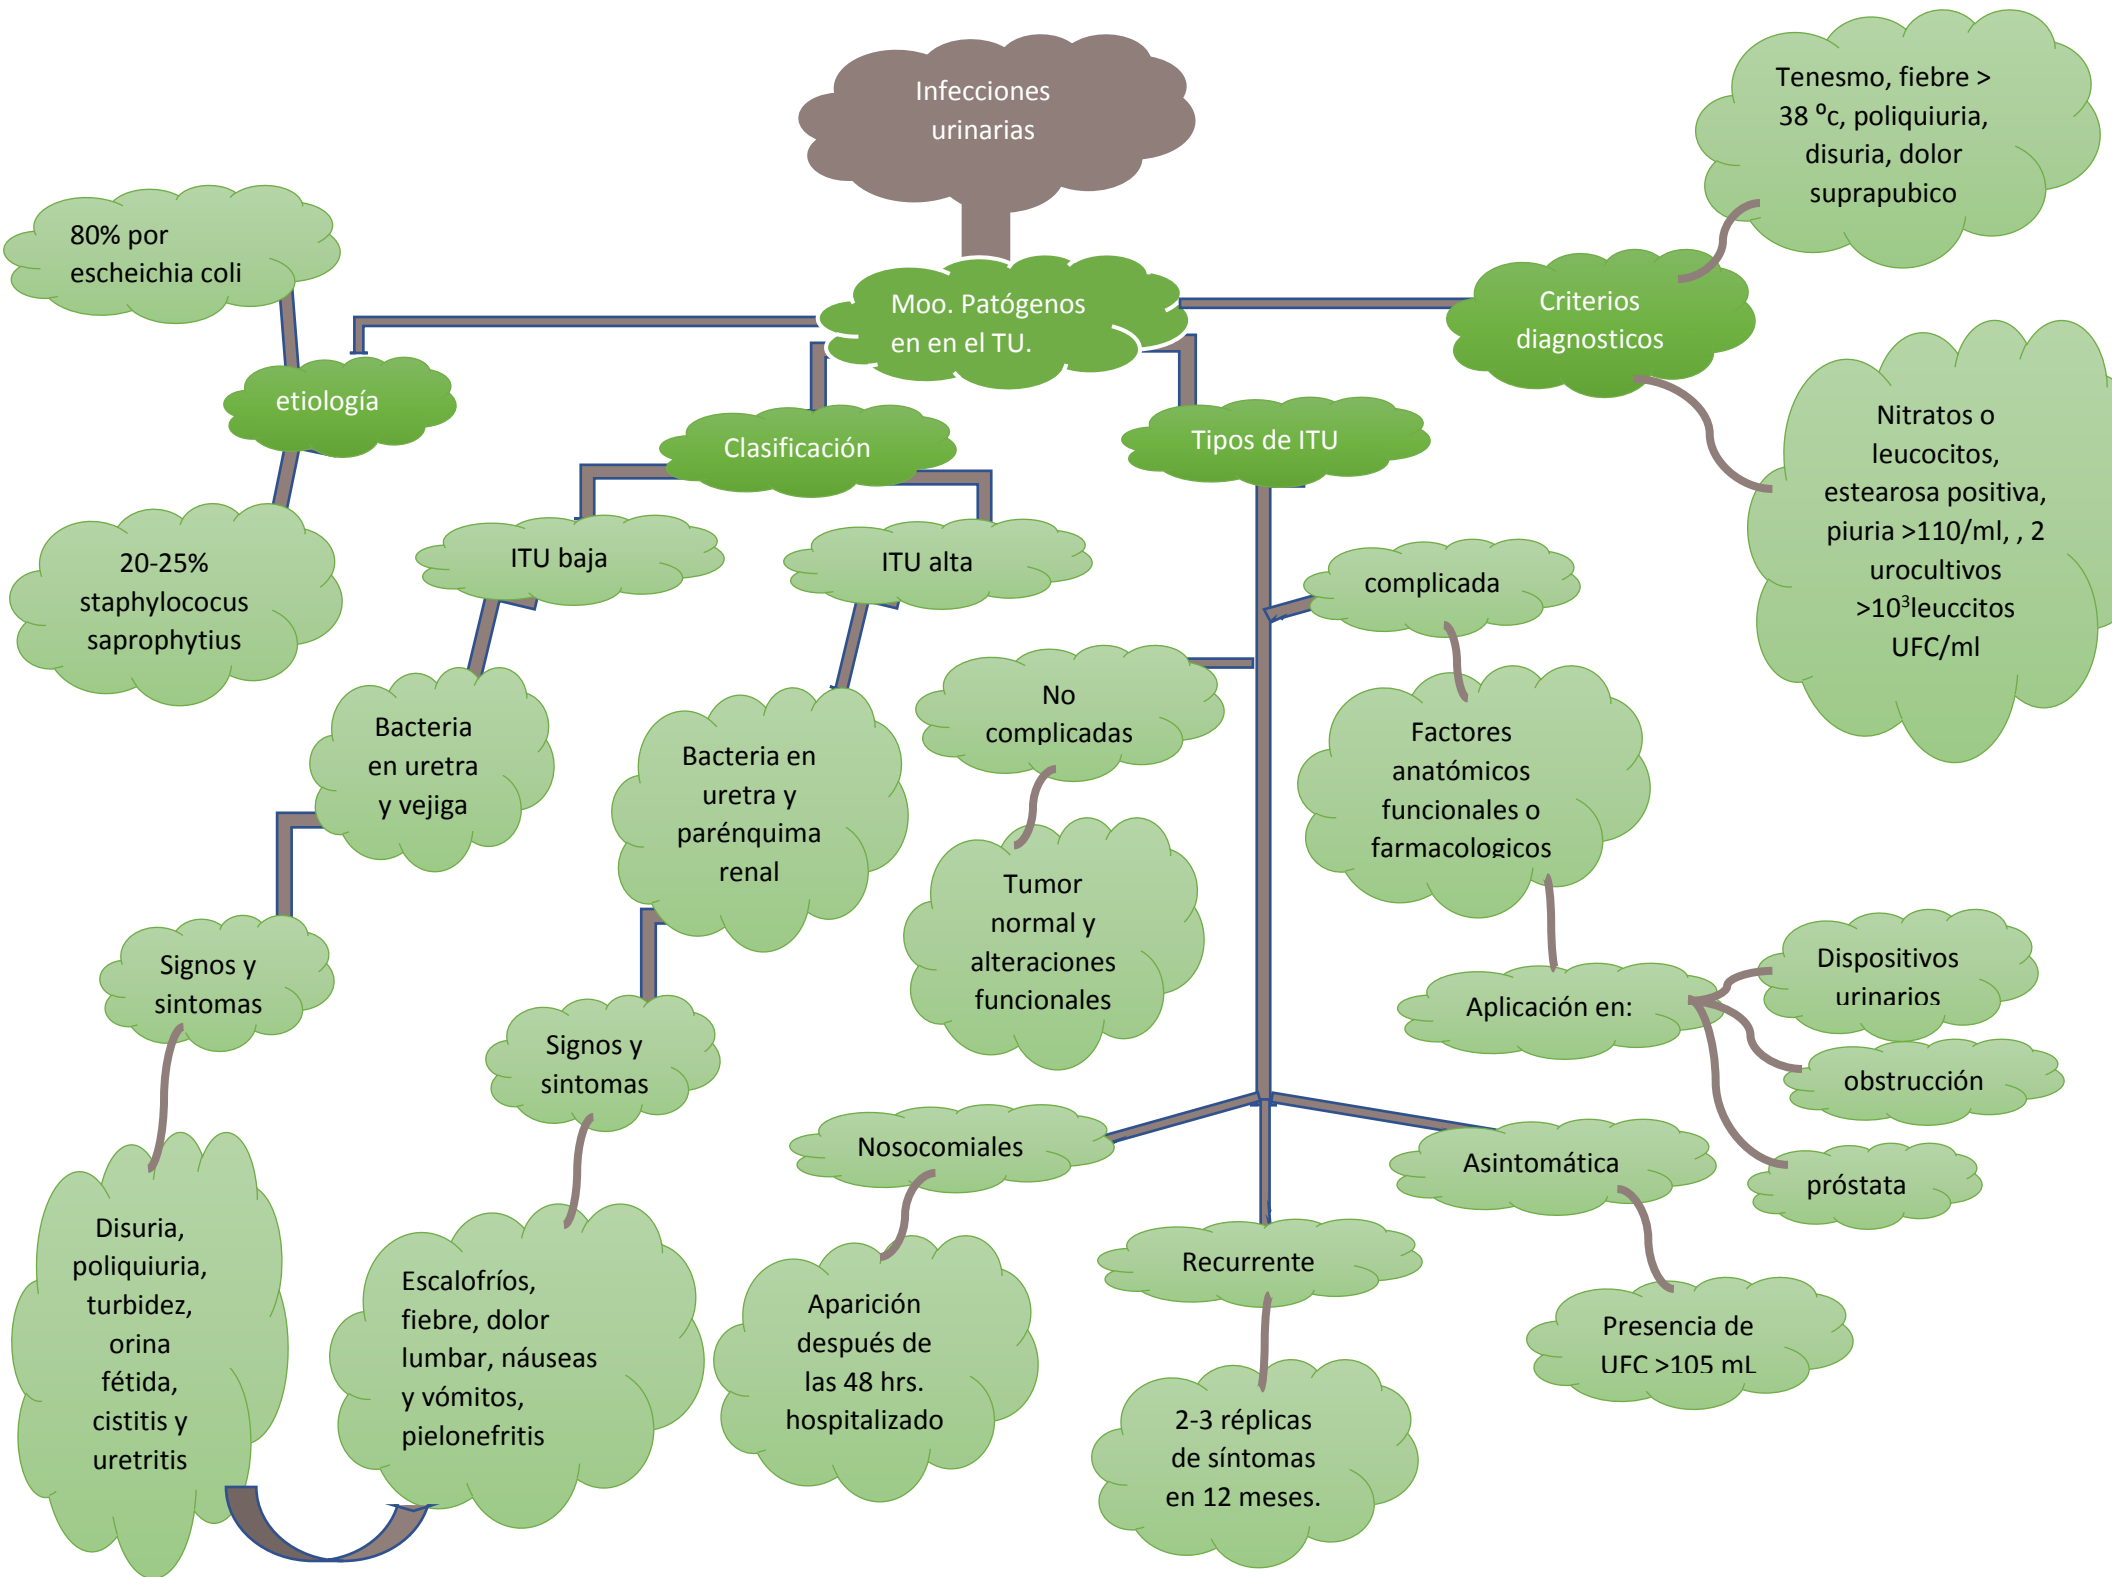 Infecciones
urinarias
Moo. Patógenos
en en el TU.
80% por
escheichia coli
etiología
20-25%
staphylococus
saprophytius
Clasificación
ITU baja
Bacteria
en uretra
y vejiga
Signos y
sintomas
Disuria,
poliquiuria,
turbidez,
orina
fétida,
cistitis y
uretritis
ITU alta
Bacteria en
uretra y
parénquima
renal
Signos y
sintomas
Escalofríos,
fiebre, dolor
lumbar, náuseas
y vómitos,
pielonefritis
Tipos de ITU
No
complicadas
Tumor
normal y
alteraciones
funcionales
complicada
Factores
anatómicos
funcionales o
farmacologicos
Aplicación en:
Dispositivos
urinarios
obstrucción
próstata
Nosocomiales
Aparición
después de
las 48 hrs.
hospitalizado
Recurrente
2-3 réplicas
de síntomas
en 12 meses.
Asintomática
Presencia de
UFC >105 mL
Criterios
diagnosticos
Tenesmo, fiebre >
38 ⁰c, poliquiuria,
disuria, dolor
suprapubico
Nitratos o
leucocitos,
estearosa positiva,
piuria >110/ml, , 2
urocultivos
>10³leuccitos
UFC/ml